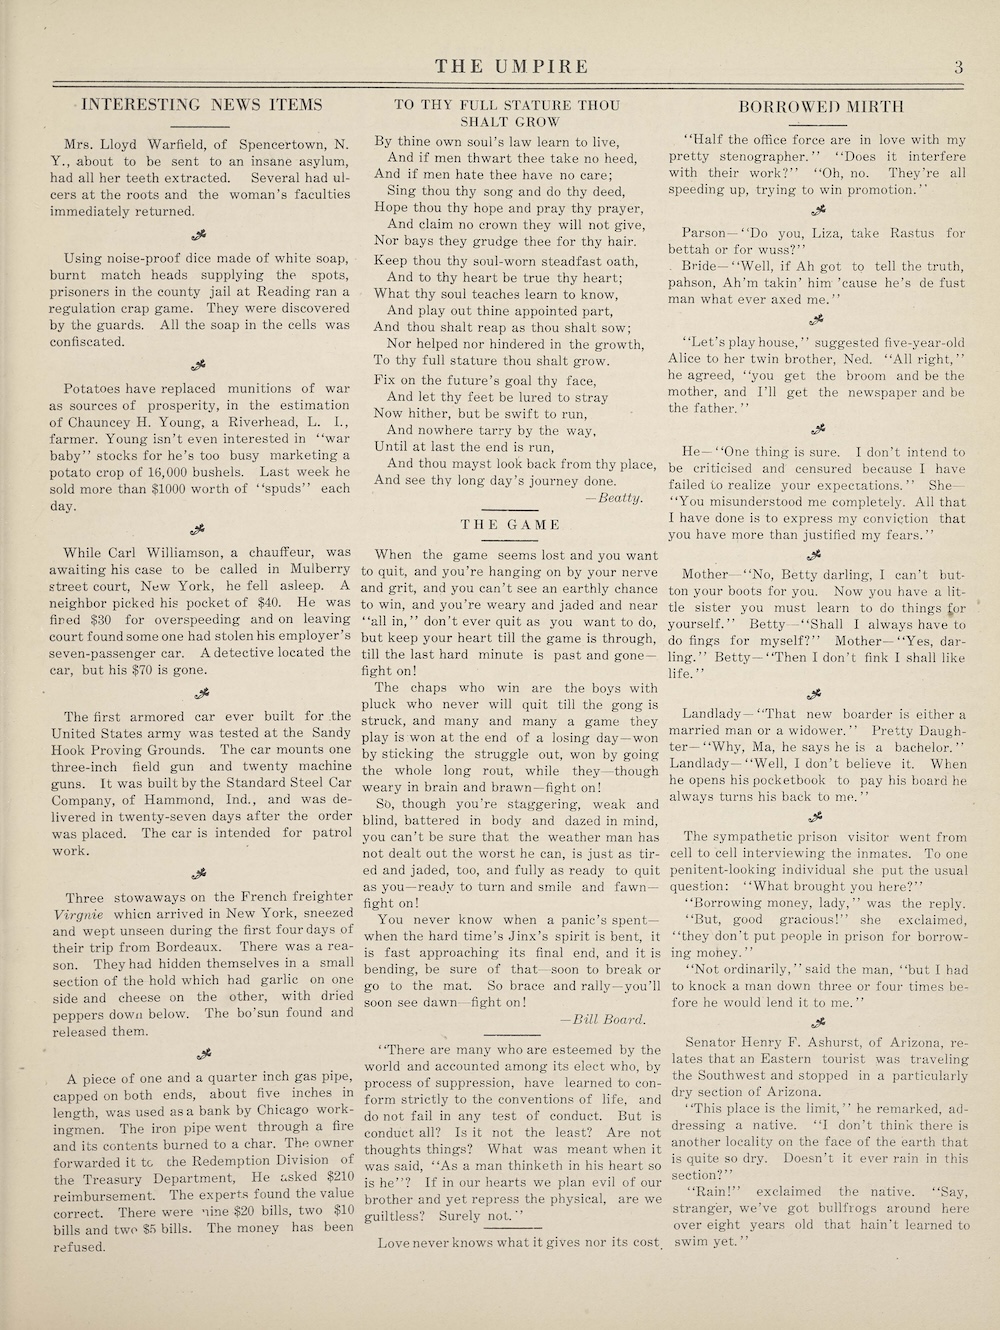 THE UMPIRE
3
INTERESTING NEWS ITEMS
Mrs. Lloyd Warfield, of Spencertown, N.
Y., about to be sent to an insane asylum,
had all her teeth extracted. Several had ul-
cers at the roots and the woman's faculties
immediately returned.
Using noise-proof dice made of white soap,
burnt match heads supplying the spots,
prisoners in the county jail at Reading ran a
regulation crap game. They were discovered
by the guards. All the soap in the cells was
confiscated.
Potatoes have replaced munitions of war
as sources of prosperity, in the estimation
of Chauncey H. Young, a Riverhead, L. I.,
farmer. Young isn't even interested in "war
baby" stocks for he's too busy marketing a
potato crop of 16,000 bushels. Last week he
sold more than $1000 worth of "spuds" each
day.
While Carl Williamson, a chauffeur, was
awaiting his case to be called in Mulberry
street court, New York, he fell asleep. A
neighbor picked his pocket of $40. He was
fired $30 for overspeeding and on leaving
court found some one had stolen his employer's
seven-passenger car. A detective located the
car, but his $70 is gone.
The first armored car ever built for the
United States army was tested at the Sandy
Hook Proving Grounds. The car mounts one
three-inch field gun and twenty machine
guns. It was built by the Standard Steel Car
Company, of Hammond, Ind., and was de-
livered in twenty-seven days after the order
was placed. The car is intended for patrol
work.
Three stowaways on the French freighter
Virgnie which arrived in New York, sneezed
and wept unseen during the first four days of
their trip from Bordeaux. There was a rea-
son. They had hidden themselves in a small
section of the hold which had garlic on one
side and cheese on the other, with dried
peppers down below. The bo'sun found and
released them.
A piece of one and a quarter inch gas pipe,
capped on both ends, about five inches in
length, was used as a bank by Chicago work-
ingmen. The iron pipe went through a fire
and its contents burned to a char. The owner
forwarded it to the Redemption Division of
the Treasury Department, He asked $210
reimbursement. The experts found the value
correct. There were nine $20 bills, two $10
bills and two $5 bills. The money has been
refused.
TO THY FULL STATURE THOU
SHALT GROW
By thine own soul's law learn to live,
And if men thwart thee take no heed,
And if men hate thee have no care;
Sing thou thy song and do thy deed,
Hope thou thy hope and pray thy prayer,
And claim no crown they will not give,
Nor bays they grudge thee for thy hair.
Keep thou thy soul-worn steadfast oath,
And to thy heart be true thy heart;
What thy soul teaches learn to know,
And play out thine appointed part,
And thou shalt reap as thou shalt sow;
Nor helped nor hindered in the growth,
To thy full stature thou shalt grow.
Fix on the future's goal thy face,
And let thy feet be lured to stray
Now hither, but be swift to run,
And nowhere tarry by the way,
Until at last the end is run,
And thou mayst look back from thy place,
And see thy long day's journey done.
—Beatty.
THE GAME
When the game seems lost and you want
to quit, and you're hanging on by your nerve
and grit, and you can't see an earthly chance
to win, and you're weary and jaded and near
"all in," don't ever quit as you want to do,
but keep your heart till the game is through,
till the last hard minute is past and gone—
fight on!
The chaps who win are the boys with
pluck who never will quit till the gong is
struck, and many and many a game they
play is won at the end of a losing day—won
by sticking the struggle out, won by going
the whole long rout, while they—though
weary in brain and brawn—fight on!
So, though you're staggering, weak and
blind, battered in body and dazed in mind,
you can't be sure that the weather man has
not dealt out the worst he can, is just as tir-
ed and jaded, too, and fully as ready to quit
as you—ready to turn and smile and fawn—
fight on!
You never know when a panic's spent—
when the hard time's Jinx's spirit is bent, it
is fast approaching its final end, and it is
bending, be sure of that—soon to break or
go to the mat. So brace and rally—you'll
soon see dawn—fight on!
—Bill Board.
"There are many who are esteemed by the
world and accounted among its elect who, by
process of suppression, have learned to con-
form strictly to the conventions of life, and
do not fail in any test of conduct. But is
conduct all? Is it not the least? Are not
thoughts things? What was meant when it
was said, "As a man thinketh in his heart so
is he"? If in our hearts we plan evil of our
brother and yet repress the physical, are we
guiltless? Surely not."
Love never knows what it gives nor its cost.
BORROWED MIRTH
"Half the office force are in love with my
pretty stenographer." "Does it interfere
with their work?" "Oh, no. They're all
speeding up, trying to win promotion."
Parson—"Do you, Liza, take Rastus for
bettah or for wuss?"
Bride—"Well, if Ah got to tell the truth,
pahson, Ah'm takin' him 'cause he's de fust
man what ever axed me."
"Let's play house," suggested five-year-old
Alice to her twin brother, Ned. "All right,"
he agreed, "you get the broom and be the
mother, and I'll get the newspaper and be
the father."
He—"One thing is sure. I don't intend to
be criticised and censured because I have
failed to realize your expectations." She—
"You misunderstood me completely. All that
I have done is to express my conviction that
you have more than justified my fears."
Mother—"No, Betty darling, I can't but-
ton your boots for you. Now you have a lit-
tle sister you must learn to do things for
yourself." Betty—"Shall I always have to
do fings for myself?" Mother—"Yes, dar-
ling." Betty—"Then I don't fink I shall like
life."
Landlady—"That new boarder is either a
married man or a widower." Pretty Daugh-
ter—"Why, Ma, he says he is a bachelor."
Landlady—"Well, I don't believe it. When
he opens his pocketbook to pay his board he
always turns his back to me."
The sympathetic prison visitor went from
cell to cell interviewing the inmates. To one
penitent-looking individual she put the usual
question: "What brought you here?"
"Borrowing money, lady," was the reply.
"But, good gracious!" she exclaimed,
"they don't put people in prison for borrow-
ing money."
"Not ordinarily," said the man, "but I had
to knock a man down three or four times be-
fore he would lend it to me."
Senator Henry F. Ashurst, of Arizona, re-
lates that an Eastern tourist was traveling
the Southwest and stopped in a particularly
dry section of Arizona.
"This place is the limit," he remarked, ad-
dressing a native. "I don't think there is
another locality on the face of the earth that
is quite so dry. Doesn't it ever rain in this
section?"
"Rain!" exclaimed the native. "Say,
stranger, we've got bullfrogs around here
over eight years old that hain't learned to
swim yet."